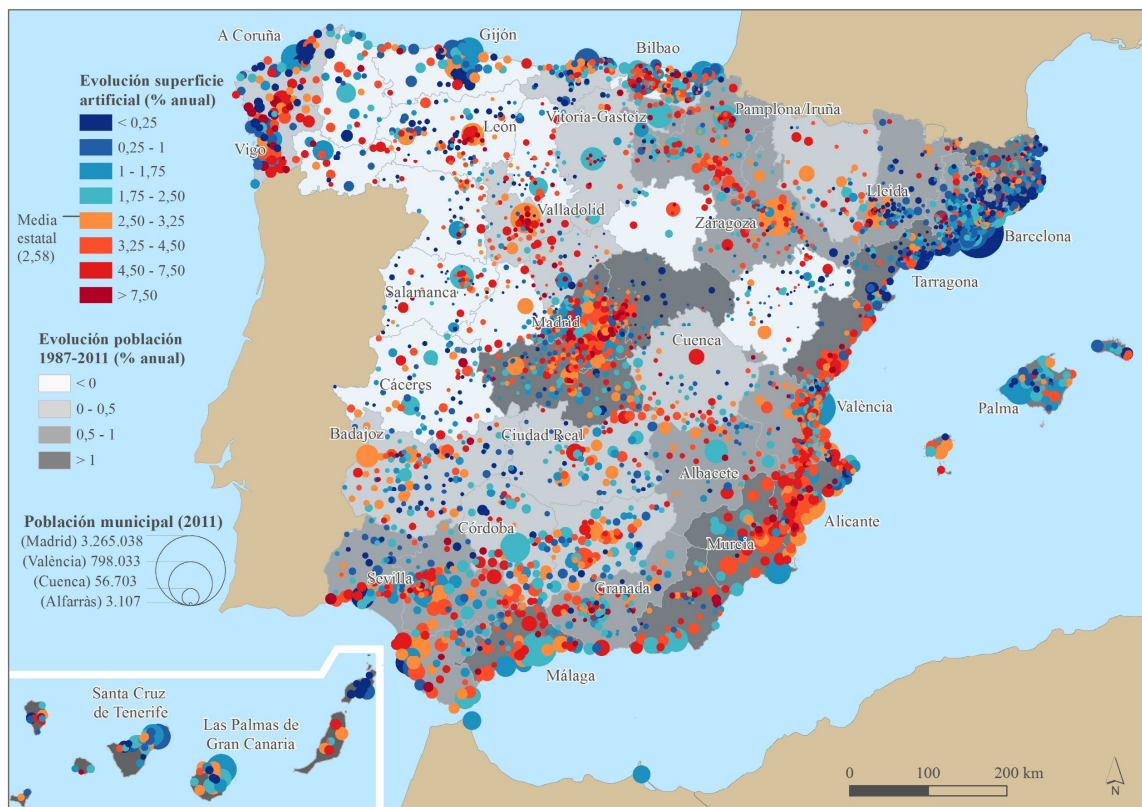 A Coruña
Gijón
Bilbao
Evolución superficie
artificial (% anual)
< 0,25
0,25 - 1
1 - 1,75
1,75 - 2,50
2,50 - 3,25
3,25 - 4,50
4,50 - 7,50
> 7,50
Media
estatal
(2,58)
Vigo
León
Vitoria-Gasteiz
Pamplona/Iruña
Lleida
Valladolid
Zaragoza
Barcelona
Tarragona
Salamanca
Madrid
Evolución población
1987-2011 (% anual)
< 0
0 - 0,5
0,5 - 1
> 1
Cuenca
Cáceres
València
Palma
Badajoz
Ciudad Real
Albacete
Alicante
Población municipal (2011)
(Madrid) 3.265.038
(València) 798.033
(Cuenca) 56.703
(Alfarràs) 3.107
Córdoba
Murcia
Sevilla
Granada
Málaga
Santa Cruz
de Tenerife
Las Palmas de
Gran Canaria
0 100 200 km
N